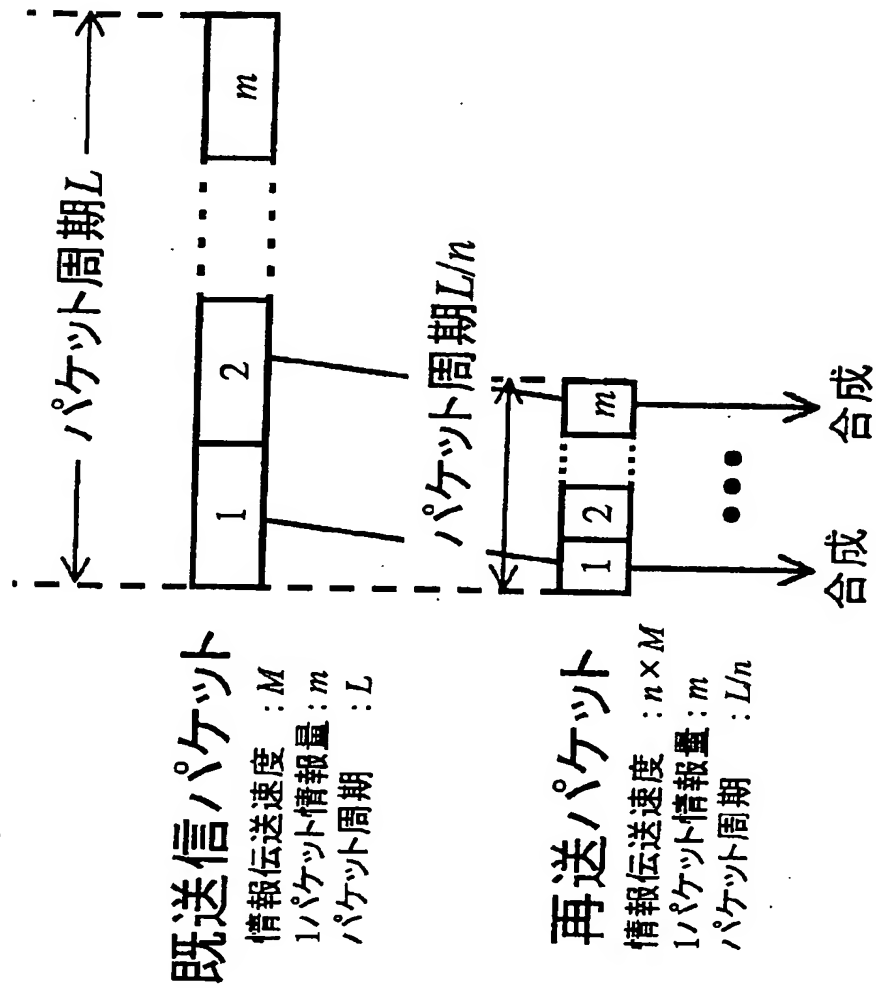 パケット周期L
1
2
m
既送信パケット
情報伝送速度 :M
1パケット情報量:m
パケット周期 :L
パケット周期L/n
1
2
m
再送パケット
情報伝送速度 :n×M
1パケット情報量:m
パケット周期 :L/n
合成
合成